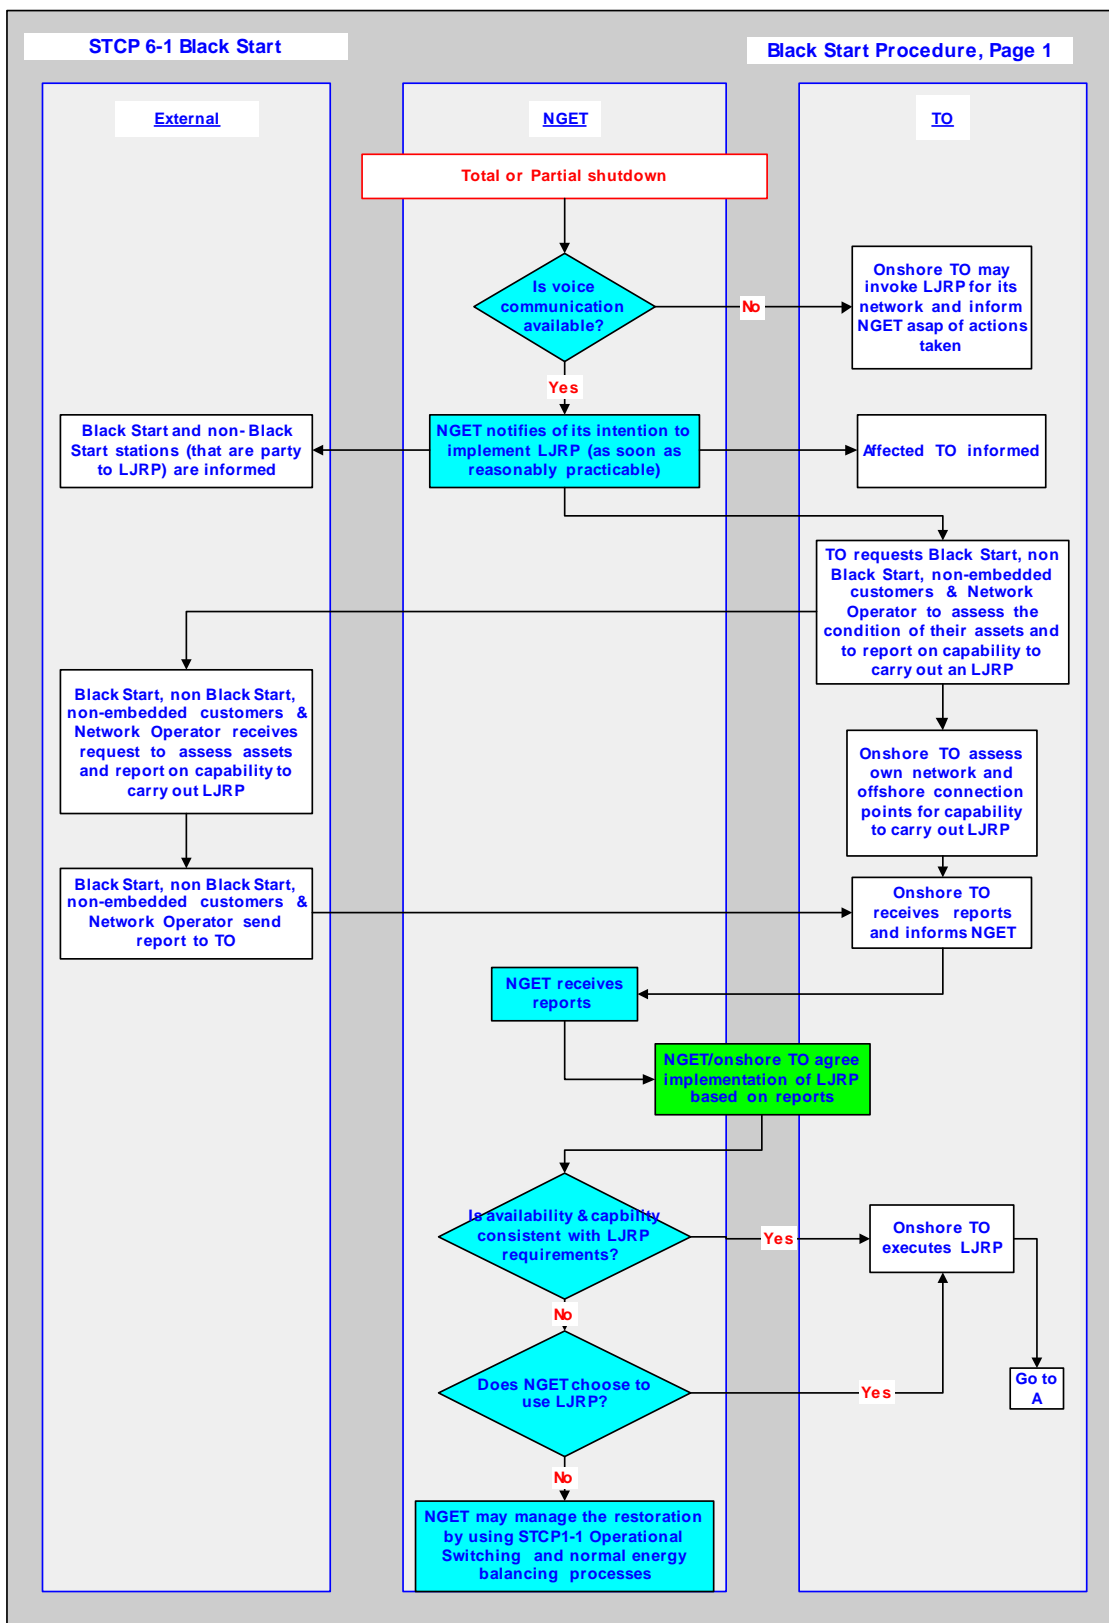 STCP 6-1 Black Start
Black Start Procedure, Page 1
External
NGET
TO
Total or Partial shutdown
Is voice
communication
available?
No
Onshore TO may
invoke LJRP for its
network and inform
NGET asap of actions
taken
Yes
Black Start and non-Black
Start stations (that are party
to LJRP) are informed
NGET notifies of its intention to
implement LJRP (as soon as
reasonably practicable)
Affected TO informed
TO requests Black Start, non
Black Start, non-embedded
customers & Network
Operator to assess the
condition of their assets and
to report on capability to
carry out an LJRP
Black Start, non Black Start,
non-embedded customers &
Network Operator receives
request to assess assets
and report on capability to
carry out LJRP
Onshore TO assess
own network and
offshore connection
points for capability
to carry out LJRP
Black Start, non Black Start,
non-embedded customers &
Network Operator send
report to TO
Onshore TO
receives reports
and informs NGET
NGET receives
reports
NGET/onshore TO agree
implementation of LJRP
based on reports
Is availability & capbility
consistent with LJRP
requirements?
Yes
Onshore TO
executes LJRP
No
Does NGET choose to
use LJRP?
Yes
Go to
A
No
NGET may manage the restoration
by using STCP1-1 Operational
Switching and normal energy
balancing processes